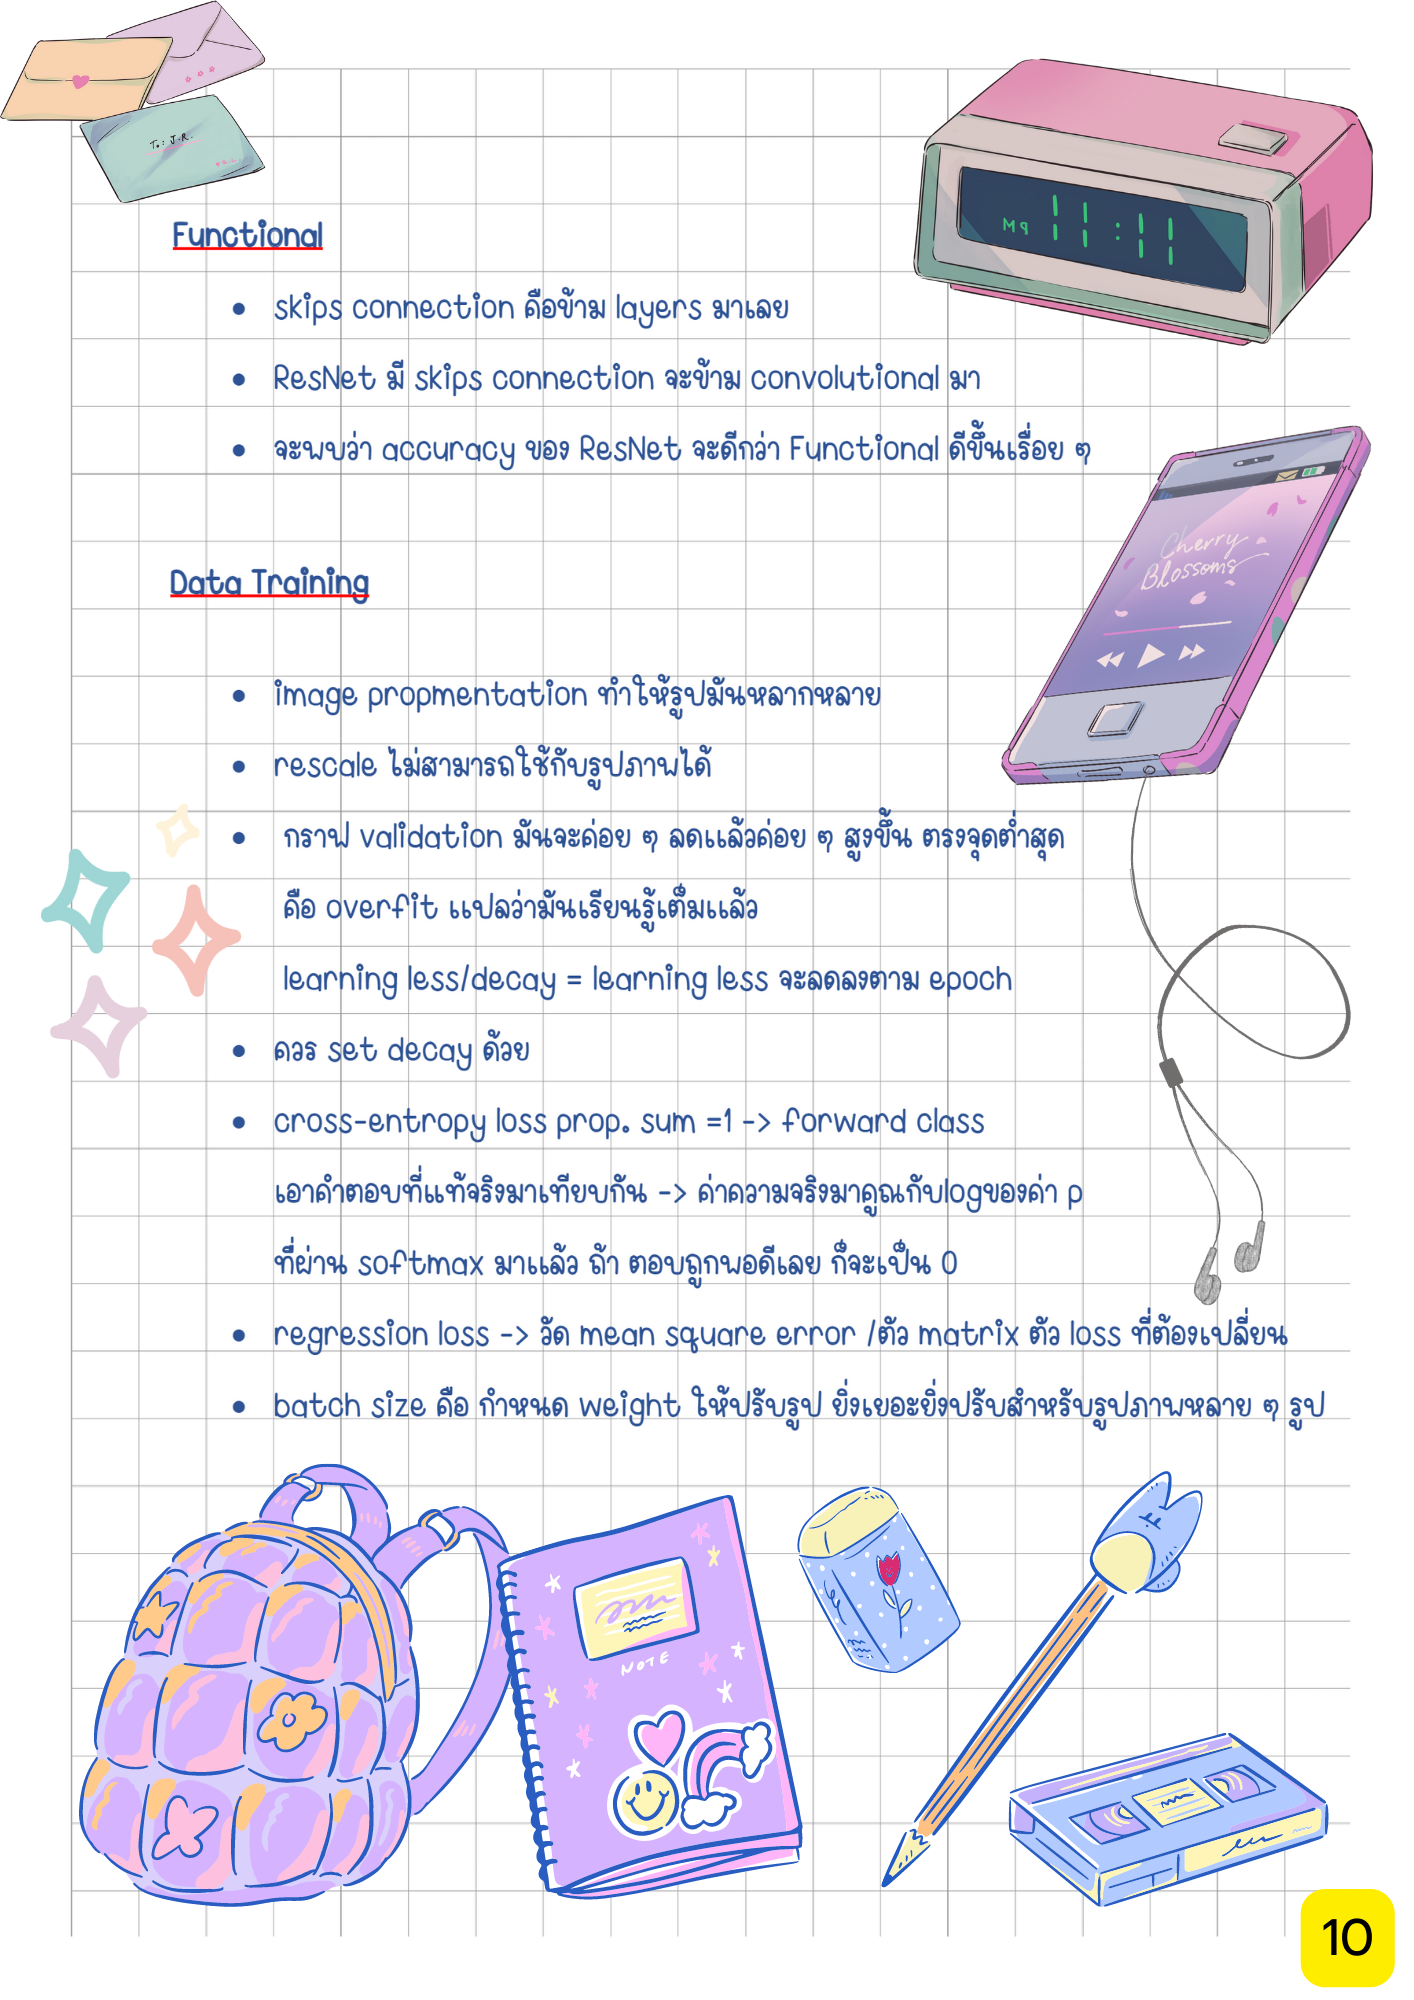 To: J.R.
PM 11:11
Functional
• skips connection คือข้าม layers มาเลย
• ResNet มี skips connection จะข้าม convolutional มา
• จะพบว่า accuracy ของ ResNet จะดีกว่า Functional ดีขึ้นเรื่อย ๆ
Cherry
Blossoms
Data Training
• image propmentation ทำให้รูปมันหลากหลาย
• rescale ไม่สามารถใช้กับรูปภาพได้
• กราฟ validation มันจะค่อย ๆ ลดแล้วค่อย ๆ สูงขึ้น ตรงจุดต่ำสุด
คือ overfit แปลว่ามันเรียนรู้เต็มแล้ว
learning less/decay = learning less จะลดลงตาม epoch
• ควร set decay ด้วย
• cross-entropy loss prop. sum =1 -> forward class
เอาคำตอบที่แท้จริงมาเทียบกัน -> ค่าความจริงมาคูณกับlogของค่า p
ที่ผ่าน softmax มาแล้ว ถ้า ตอบถูกพอดีเลย ก็จะเป็น 0
• regression loss -> วัด mean square error /ตัว matrix ตัว loss ที่ต้องเปลี่ยน
• batch size คือ กำหนด weight ให้ปรับรูป ยิ่งเยอะยิ่งปรับสำหรับรูปภาพหลาย ๆ รูป
NOTE
10